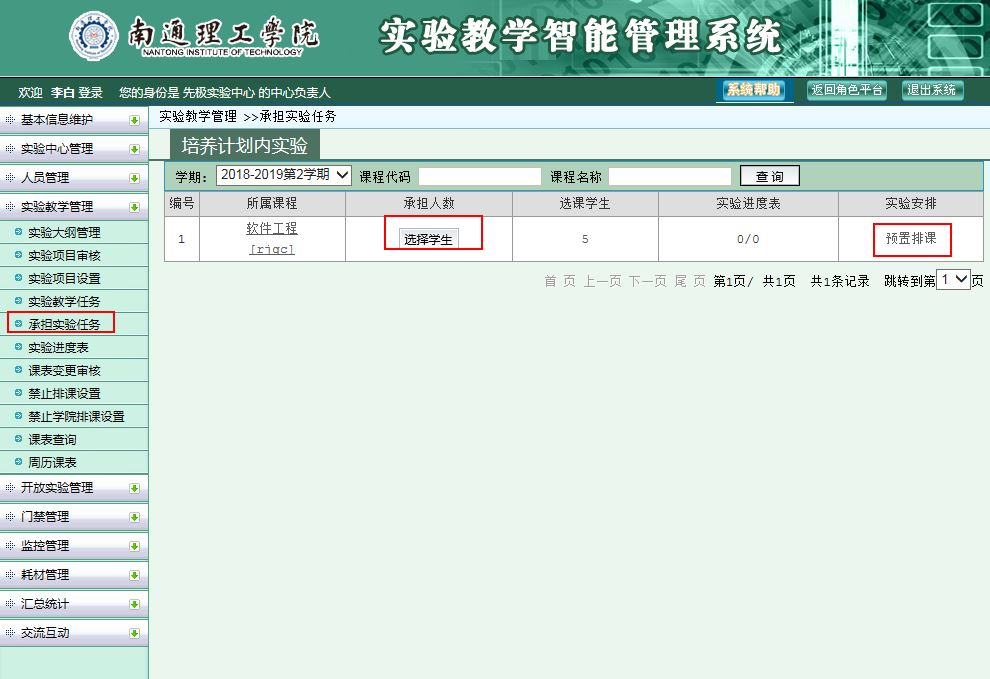 南通理工學院
NANTONG INSTITUTE OF TECHNOLOGY
实验教学智能管理系统
欢迎 李白 登录 您的身份是 先极实验中心 的中心负责人
系统帮助 返回角色平台 退出系统
基本信息维护
实验中心管理
人员管理
实验教学管理
实验大纲管理
实验项目审核
实验项目设置
实验教学任务
承担实验任务
实验进度表
课表变更审核
禁止排课设置
禁止学院排课设置
课表查询
周历课表
开放实验管理
门禁管理
监控管理
耗材管理
汇总统计
交流互动
实验教学管理 >>承担实验任务
培养计划内实验
学期： 2018-2019第2学期 课程代码 课程名称 查 询
编号 所属课程 承担人数 选课学生 实验进度表 实验安排
1 软件工程 选择学生 5 0/0 预置排课
[rjgc]
首 页 上一页 下一页 尾 页 第1页/ 共1页 共1条记录 跳转到第 1 页